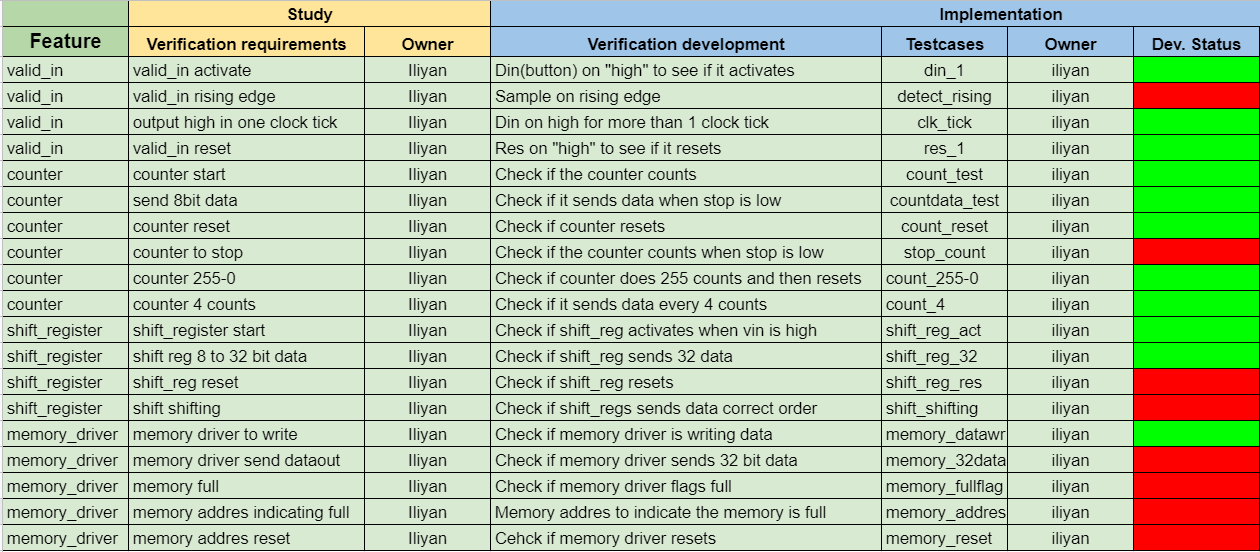 Study Implementation
Feature Verification requirements Owner Verification development Testcases Owner Dev. Status
valid_in valid_in activate Iliyan Din(button) on "high" to see if it activates din_1 iliyan
valid_in valid_in rising edge Iliyan Sample on rising edge detect_rising iliyan
valid_in output high in one clock tick Iliyan Din on high for more than 1 clock tick clk_tick iliyan
valid_in valid_in reset Iliyan Res on "high" to see if it resets res_1 iliyan
counter counter start Iliyan Check if the counter counts count_test iliyan
counter send 8bit data Iliyan Check if it sends data when stop is low countdata_test iliyan
counter counter reset Iliyan Check if counter resets count_reset iliyan
counter counter to stop Iliyan Check if the counter counts when stop is low stop_count iliyan
counter counter 255-0 Iliyan Check if counter does 255 counts and then resets count_255-0 iliyan
counter counter 4 counts Iliyan Check if it sends data every 4 counts count_4 iliyan
shift_register shift_register start Iliyan Check if shift_reg activates when vin is high shift_reg_act iliyan
shift_register shift reg 8 to 32 bit data Iliyan Check if shift_reg sends 32 data shift_reg_32 iliyan
shift_register shift_reg reset Iliyan Check if shift_reg resets shift_reg_res iliyan
shift_register shift shifting Iliyan Check if shift_regs sends data correct order shift_shifting iliyan
memory_driver memory driver to write Iliyan Check if memory driver is writing data memory_datawr iliyan
memory_driver memory driver send dataout Iliyan Check if memory driver sends 32 bit data memory_32data iliyan
memory_driver memory full Iliyan Check if memory driver flags full memory_fullflag iliyan
memory_driver memory addres indicating full Iliyan Memory addres to indicate the memory is full memory_addres iliyan
memory_driver memory addres reset Iliyan Cehck if memory driver resets memory_reset iliyan